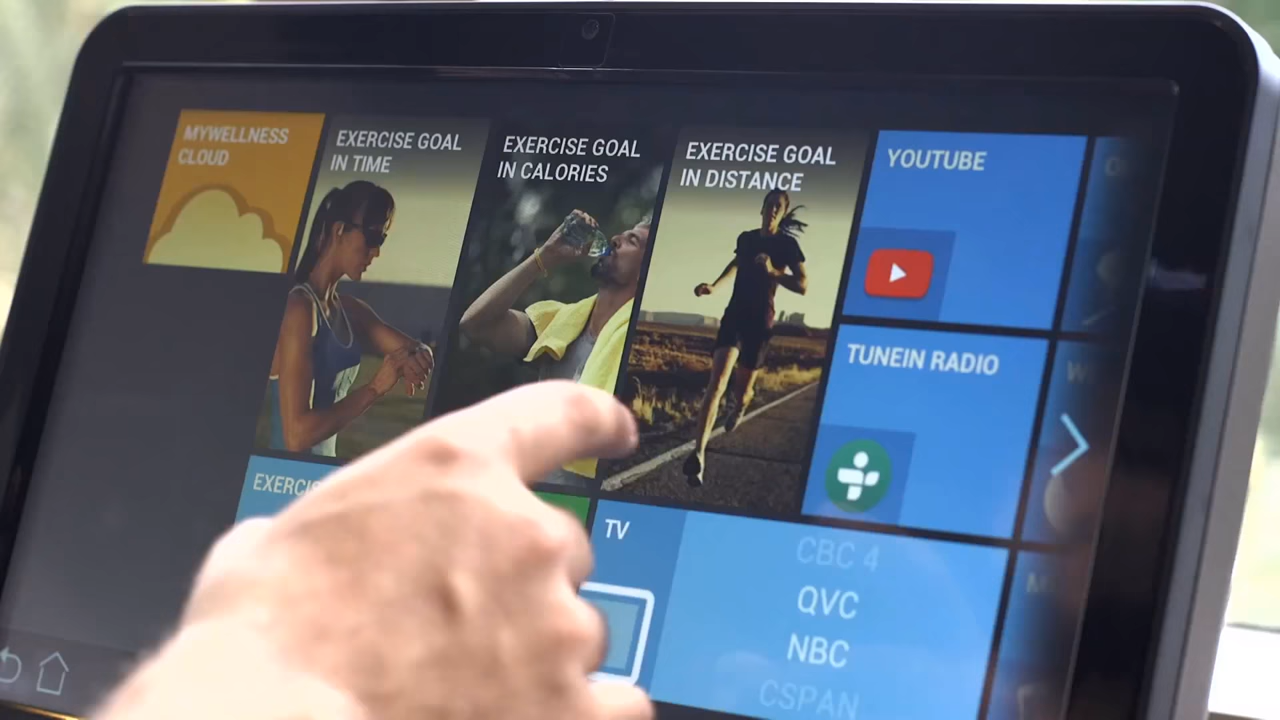 MYWELLNESS
CLOUD
EXERCISE GOAL
IN TIME
EXERCISE GOAL
IN CALORIES
EXERCISE GOAL
IN DISTANCE
YOUTUBE
TUNEIN RADIO
TV
CBC 4
QVC
NBC
CSPAN